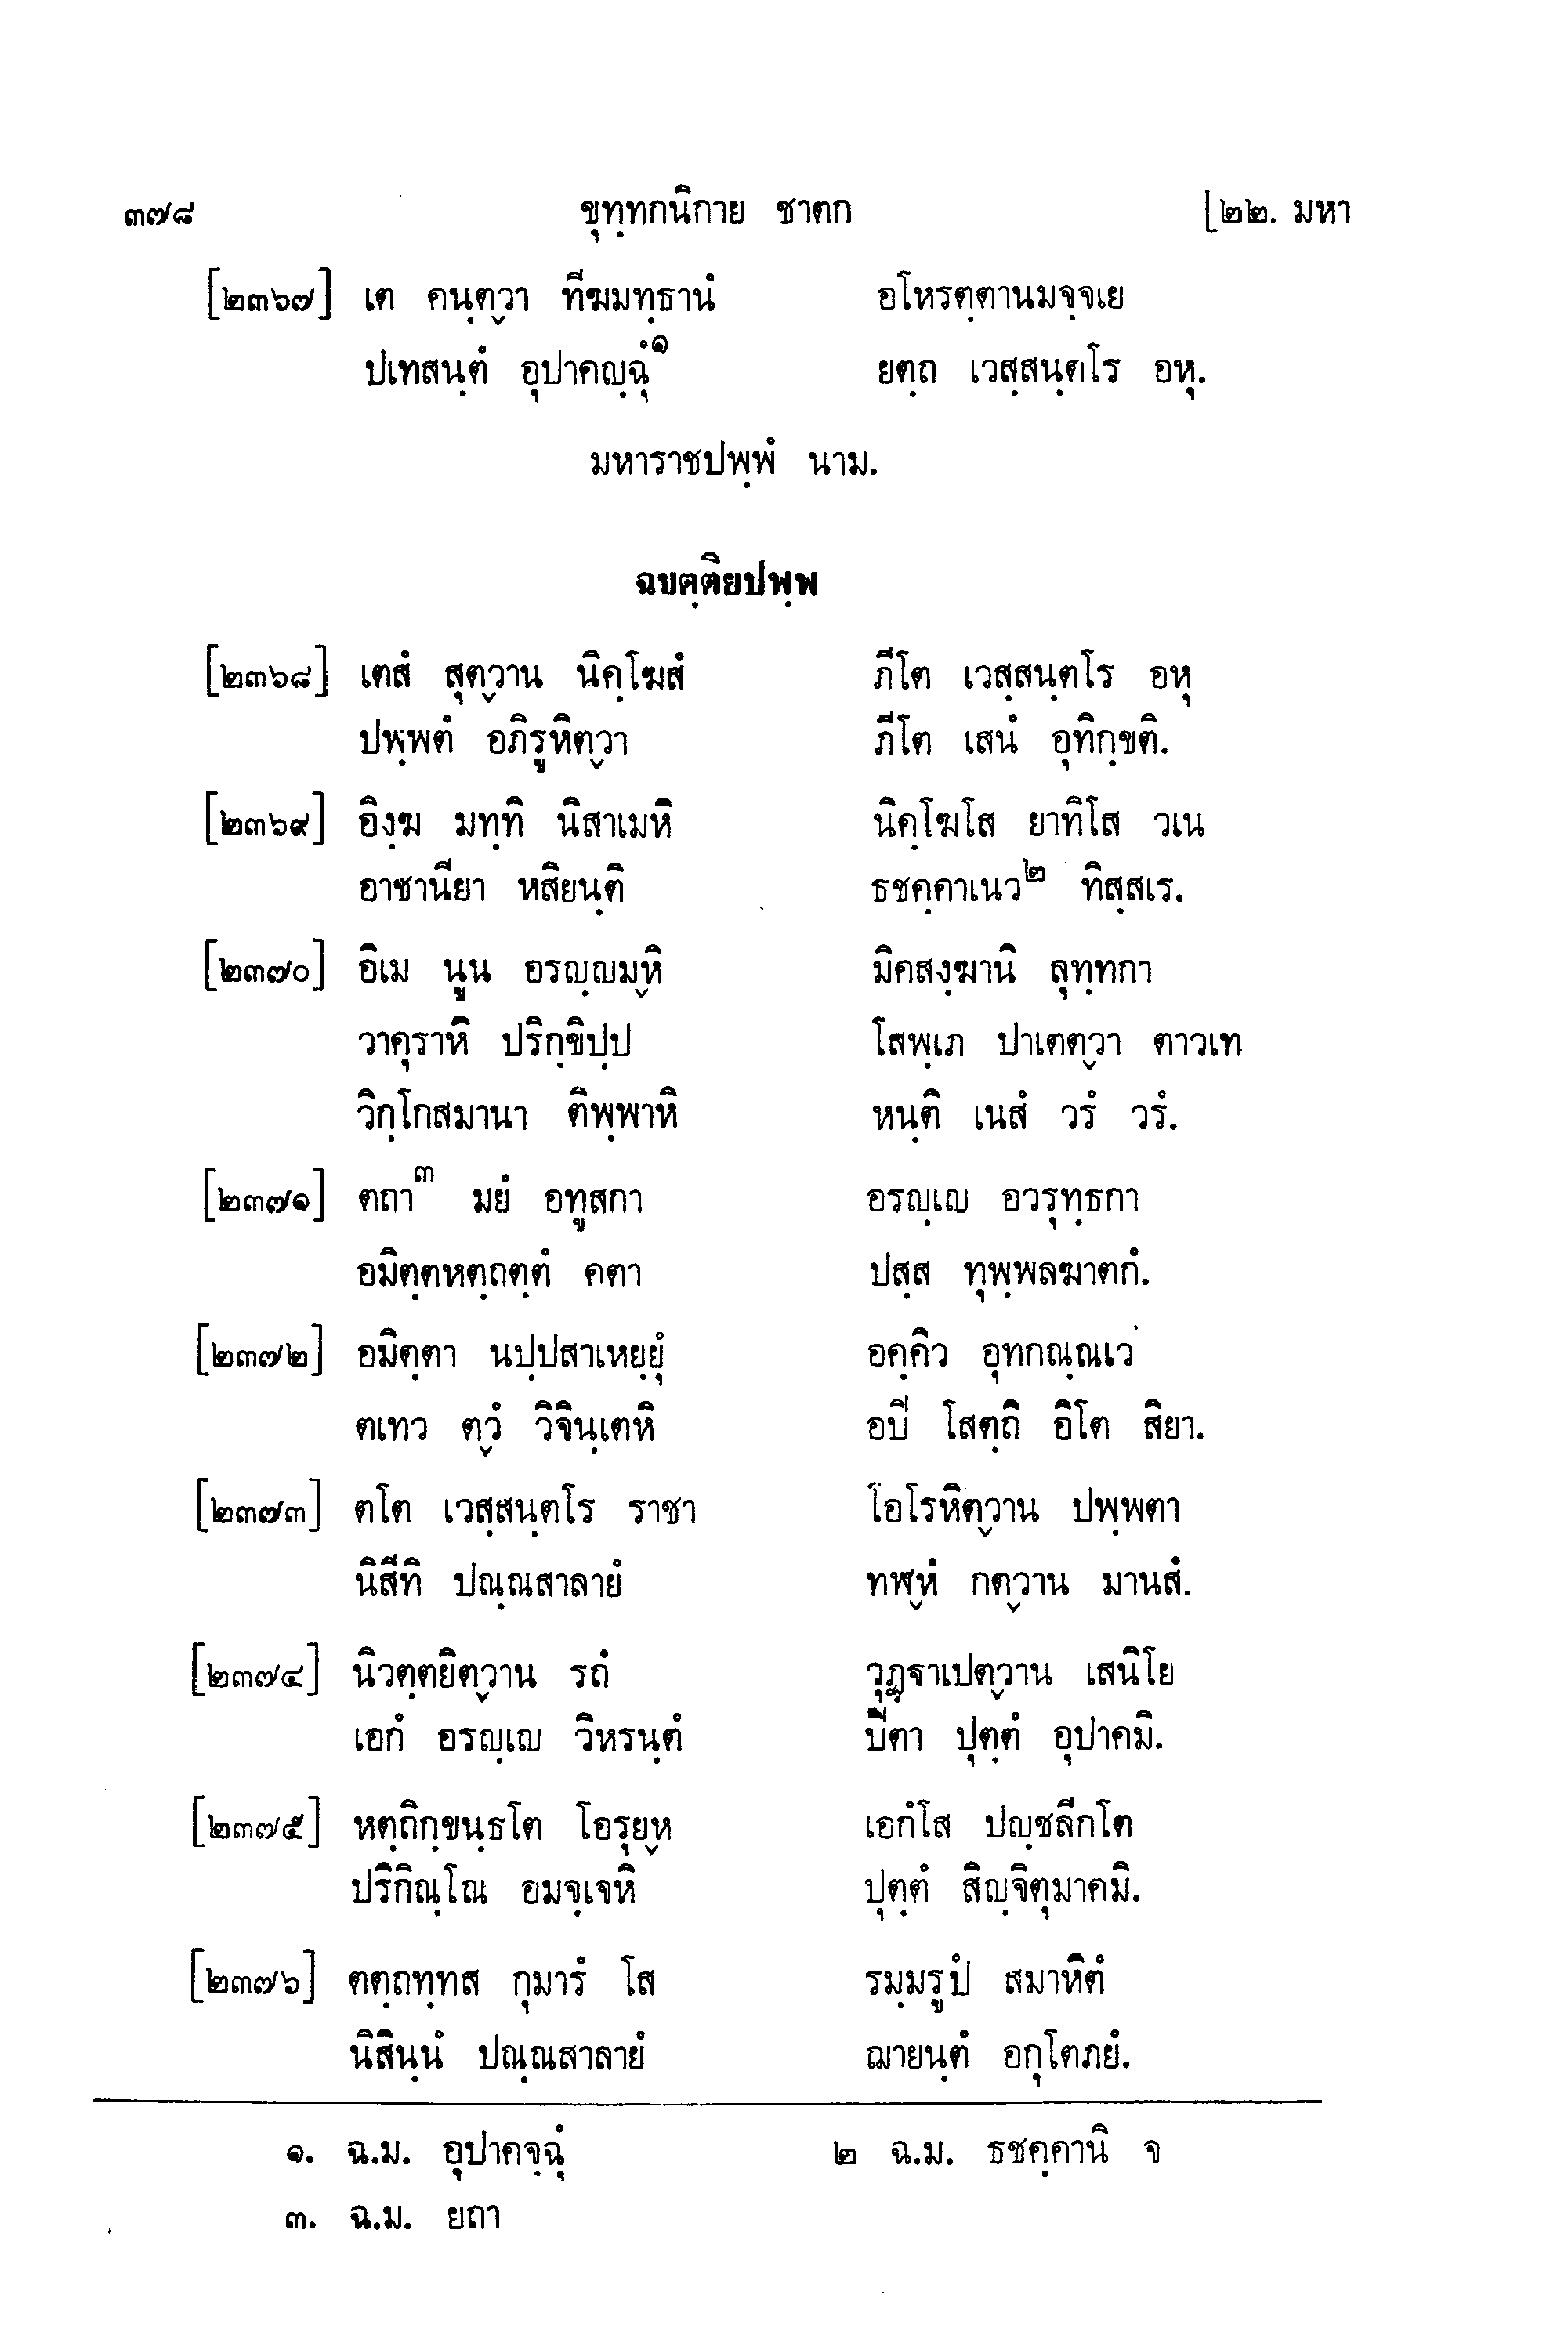 ๓๗๘ ขุทฺทกนิกาย ชาตก [๒๒. มหา
[๒๓๖๗] เต คนฺตฺวา ทีฆมทฺธานํ อโหรตฺตานมจฺจเย
ปเทสนฺตํ อุปาคญฺฉุํ๑ ยตฺถ เวสฺสนฺตโร อหุ.
มหาราชปพฺพํ นาม.
ฉขตฺติยปพฺพ
[๒๓๖๘] เตสํ สุตฺวาน นิคฺโฆสํ ภีโต เวสฺสนฺตโร อหุ
ปพฺพตํ อภิรูหิตฺวา ภีโต เสนํ อุทิกฺขติ.
[๒๓๖๙] อิงฺฆ มทฺทิ นิสาเมหิ นิคฺโฆโส ยาทิโส วเน
อาชานียา หสิยนฺติ ธชคฺคาเนว๒ ทิสฺสเร.
[๒๓๗๐] อิเม นูน อรญฺญมฺหิ มิคสงฺฆานิ ลุทฺทกา
วาคุราหิ ปริกฺขิปฺป โสพฺเภ ปาเตตฺวา ตาวเท
วิกฺโกสมานา ติพฺพาหิ หนฺติ เนสํ วรํ วรํ.
[๒๓๗๑] ตถา๓ มยํ อทูสกา อรญฺเญ อวรุทฺธกา
อมิตฺตหตฺถตฺตํ คตา ปสฺส ทุพฺพลฆาตกํ.
[๒๓๗๒] อมิตฺตา นปฺปสาเหยฺยุํ อคฺคิว อุทกณฺณเว
ตเทว ตฺวํ วิจินฺเตหิ อปิ โสตฺถิ อิโต สิยา.
[๒๓๗๓] ตโต เวสฺสนฺตโร ราชา โอโรหิตฺวาน ปพฺพตา
นิสีทิ ปณฺณสาลายํ ทฬฺหํ กตฺวาน มานสํ.
[๒๓๗๔] นิวตฺตยิตฺวาน รถํ วุฏฺฐาเปตฺวาน เสนิโย
เอกํ อรญฺเญ วิหรนฺตํ ปิตา ปุตฺตํ อุปาคมิ.
[๒๓๗๕] หตฺถิกฺขนฺธโต โอรุยฺห เอกํโส ปญฺชลีกโต
ปริกิณฺโณ อมจฺเจหิ ปุตฺตํ สิญฺจิตุมาคมิ.
[๒๓๗๖] ตตฺถทฺทส กุมารํ โส รมฺมรูปํ สมาหิตํ
นิสินฺนํ ปณฺณสาลายํ ฌายนฺตํ อกุโตภยํ.
๑. ฉ.ม. อุปาคจฺฉุํ ๒ ฉ.ม. ธชคฺคานิ จ
๓. ฉ.ม. ยถา